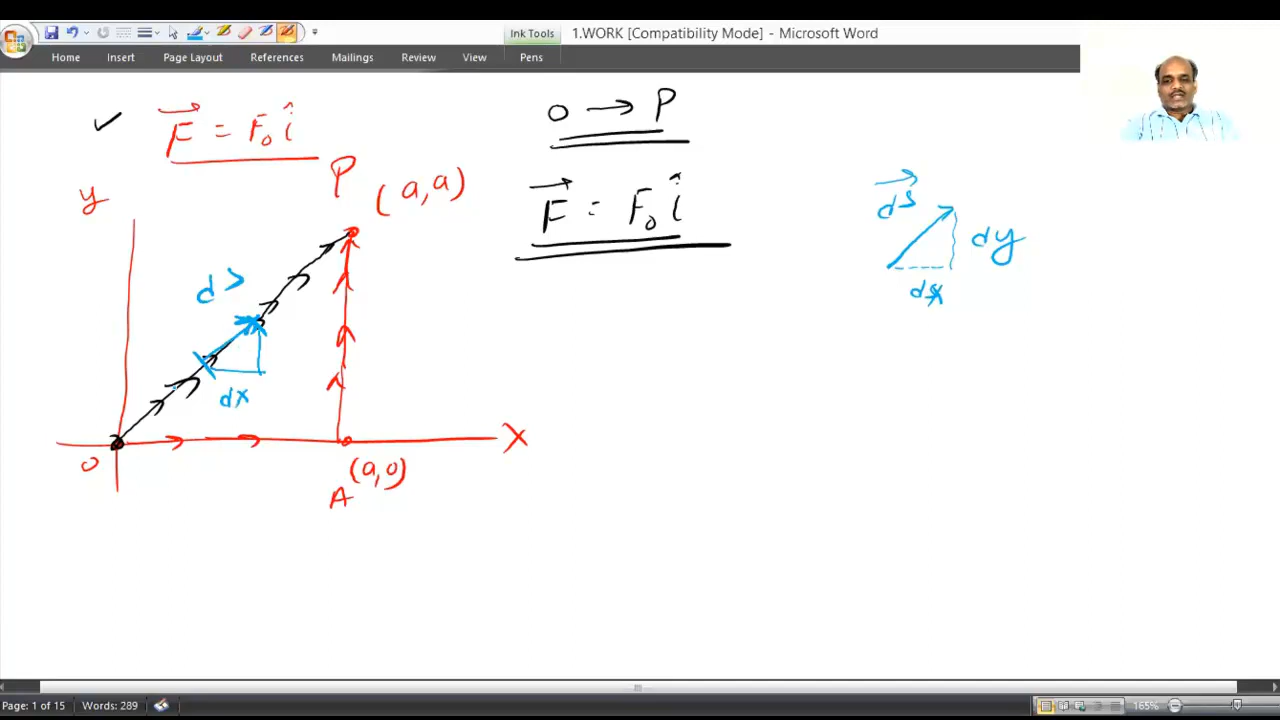 Ink Tools
1.WORK [Compatibility Mode] - Microsoft Word
Home Insert Page Layout References Mailings Review View Pens
✓ F⃗ = F₀ î
O → P
P (a, a)
F⃗ = F₀ î
y
ds⃗
dy
dx
ds
dx
O
X
(a, 0)
A
Page: 1 of 15 Words: 289 165%